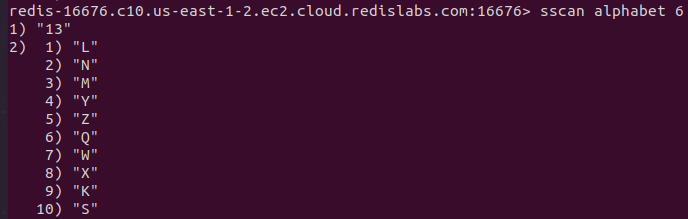 redis-16676.c10.us-east-1-2.ec2.cloud.redislabs.com:16676> sscan alphabet 6
1) "13"
2)  1) "L"
    2) "N"
    3) "M"
    4) "Y"
    5) "Z"
    6) "Q"
    7) "W"
    8) "X"
    9) "K"
   10) "S"